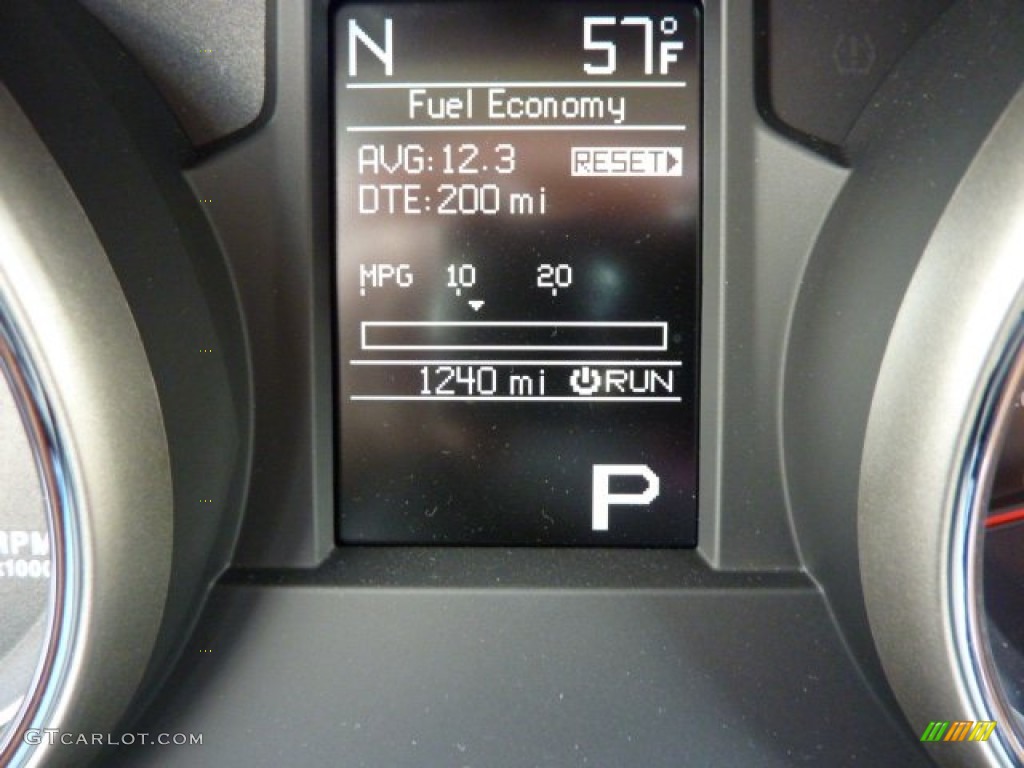 N 57°F
Fuel Economy
AVG: 12.3 RESET
DTE: 200 mi
MPG 10 20
1240 mi RUN
P
RPM
x1000
GTCARLOT.COM